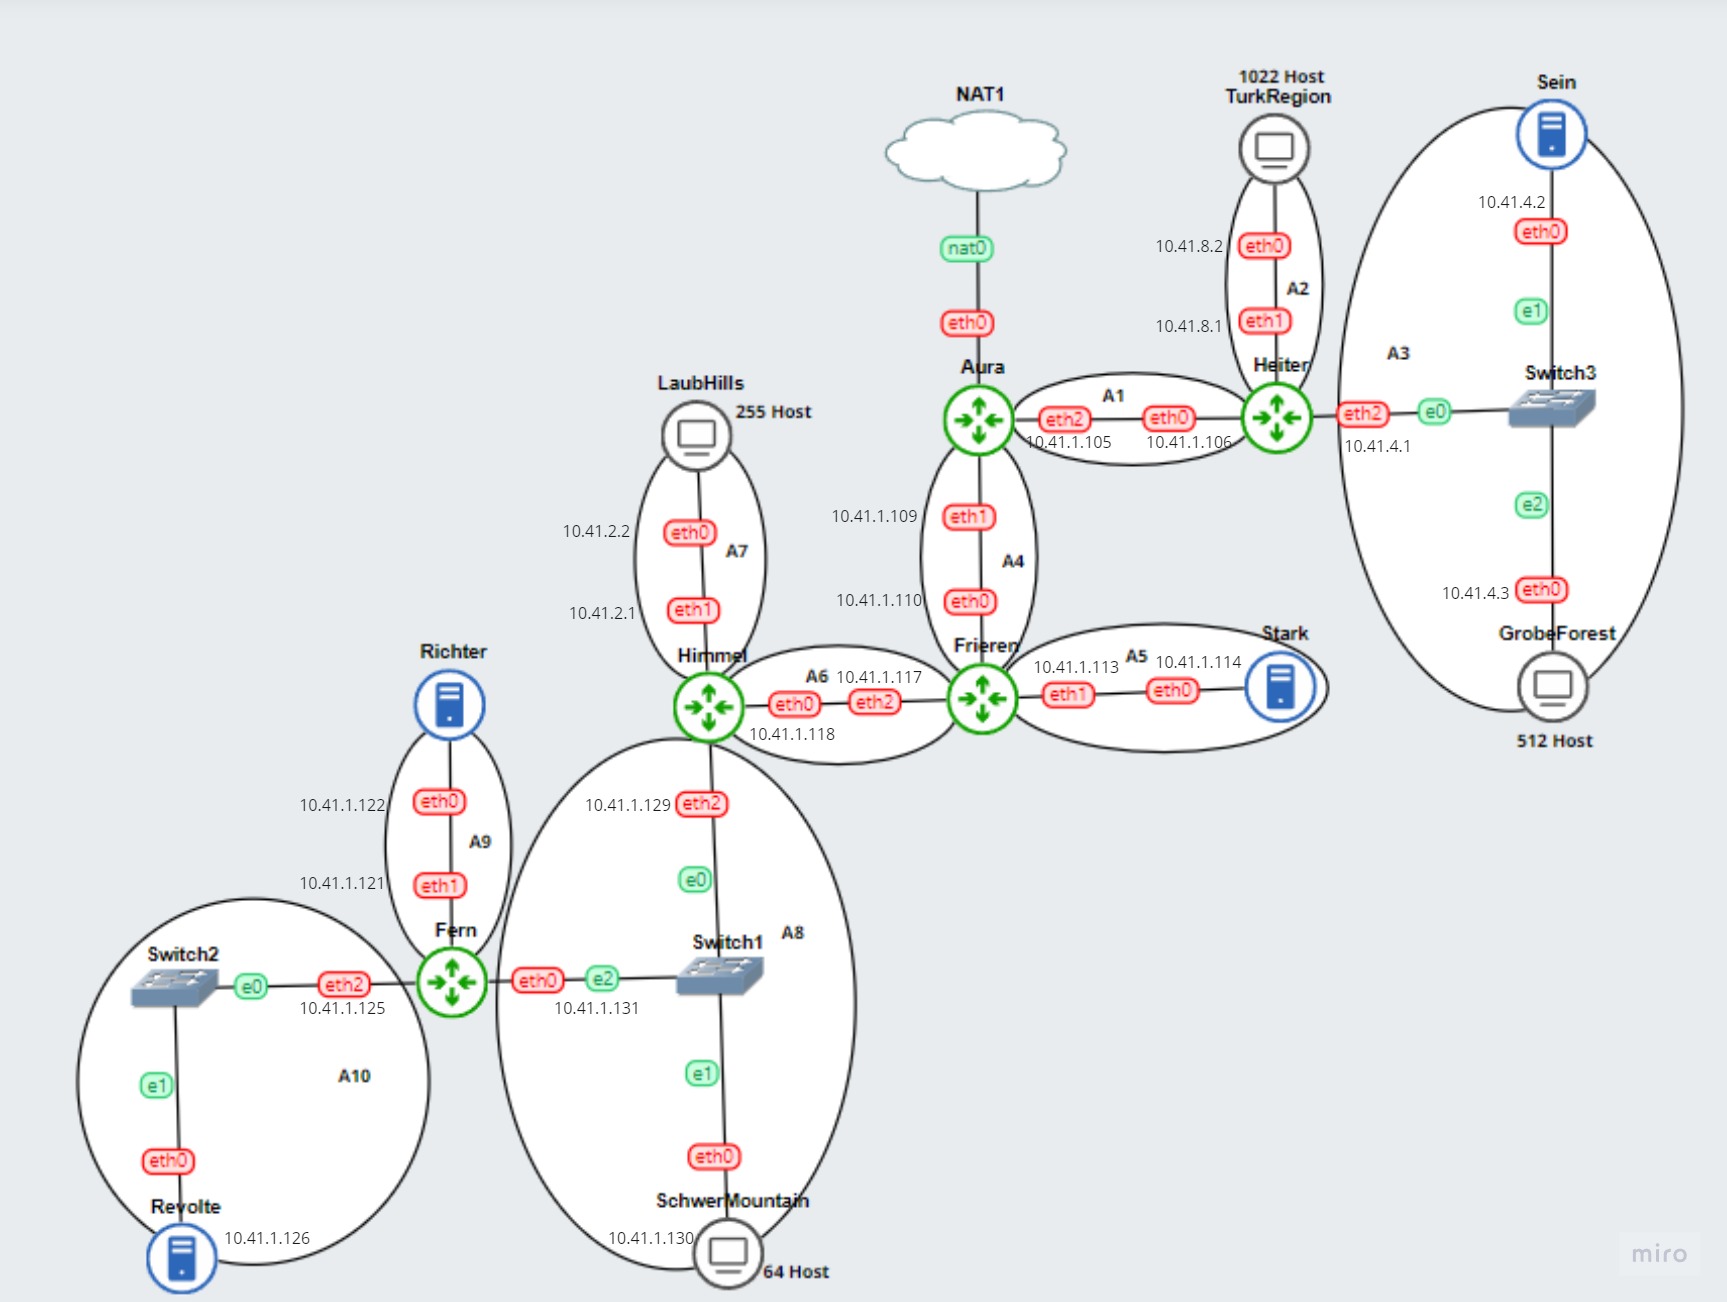 1022 Host
TurkRegion
Sein
NAT1
10.41.4.2
eth0
nat0
10.41.8.2
eth0
A2
e1
eth0
10.41.8.1
eth1
A3
Aura
Heiter
Switch3
LaubHills
255 Host
A1
eth2
eth0
eth2
e0
10.41.1.105
10.41.1.106
10.41.4.1
e2
10.41.1.109
eth1
10.41.2.2
eth0
A7
A4
10.41.1.110
eth0
10.41.4.3
eth0
10.41.2.1
eth1
GrobeForest
Richter
Himmel
Frieren
Stark
A6
10.41.1.117
10.41.1.113
A5
10.41.1.114
eth0
eth2
eth1
eth0
10.41.1.118
512 Host
10.41.1.122
eth0
10.41.1.129
eth2
A9
10.41.1.121
eth1
e0
Fern
A8
Switch2
Switch1
e0
eth2
eth0
e2
10.41.1.125
10.41.1.131
e1
A10
e1
eth0
eth0
Revolte
SchwerMountain
10.41.1.126
10.41.1.130
64 Host
miro